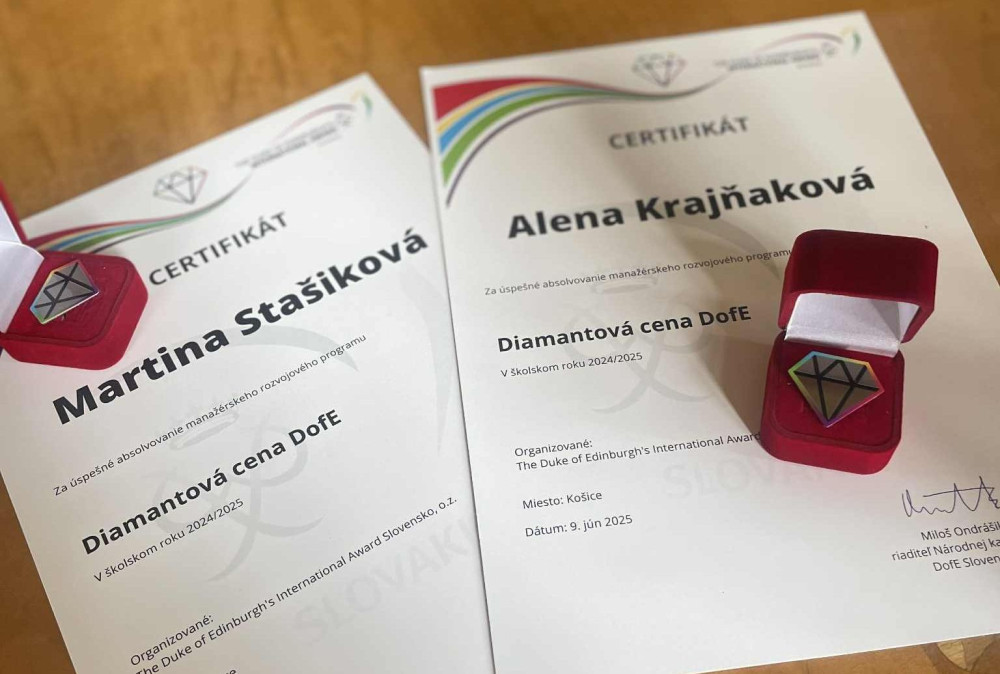 CERTIFIKÁT
Martina Stašiková
Za úspešné absolvovanie manažérskeho rozvojového programu
Diamantová cena DofE
V školskom roku 2024/2025
Organizované:
The Duke of Edinburgh's International Award Slovensko, o.z.
SLOVAK
CERTIFIKÁT
Alena Krajňaková
Za úspešné absolvovanie manažérskeho rozvojového programu
Diamantová cena DofE
V školskom roku 2024/2025
Organizované:
The Duke of Edinburgh's International Award
Miesto: Košice
Dátum: 9. jún 2025
SLOVAK
Miloš Ondrášik
riaditeľ Národnej ka
DofE Sloven